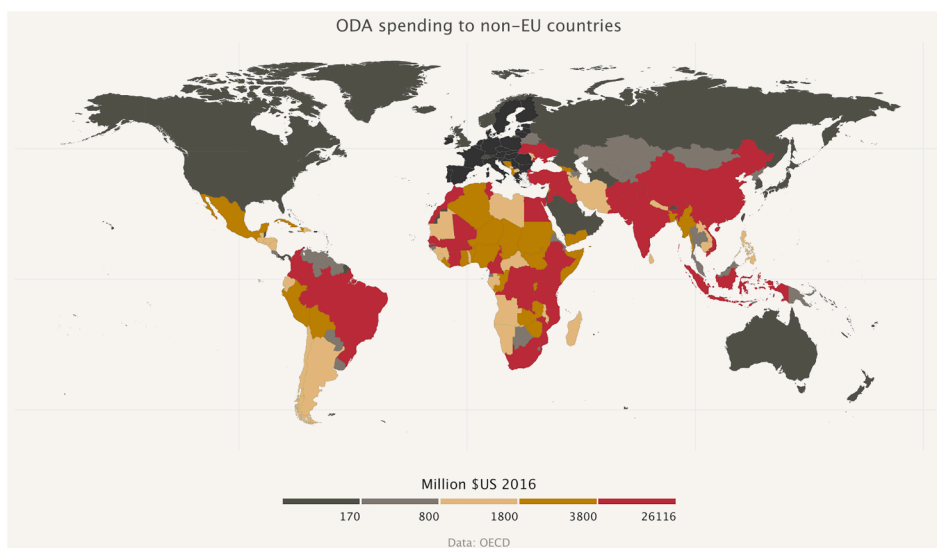 ODA spending to non-EU countries
Million $US 2016
170 800 1800 3800 26116
Data: OECD